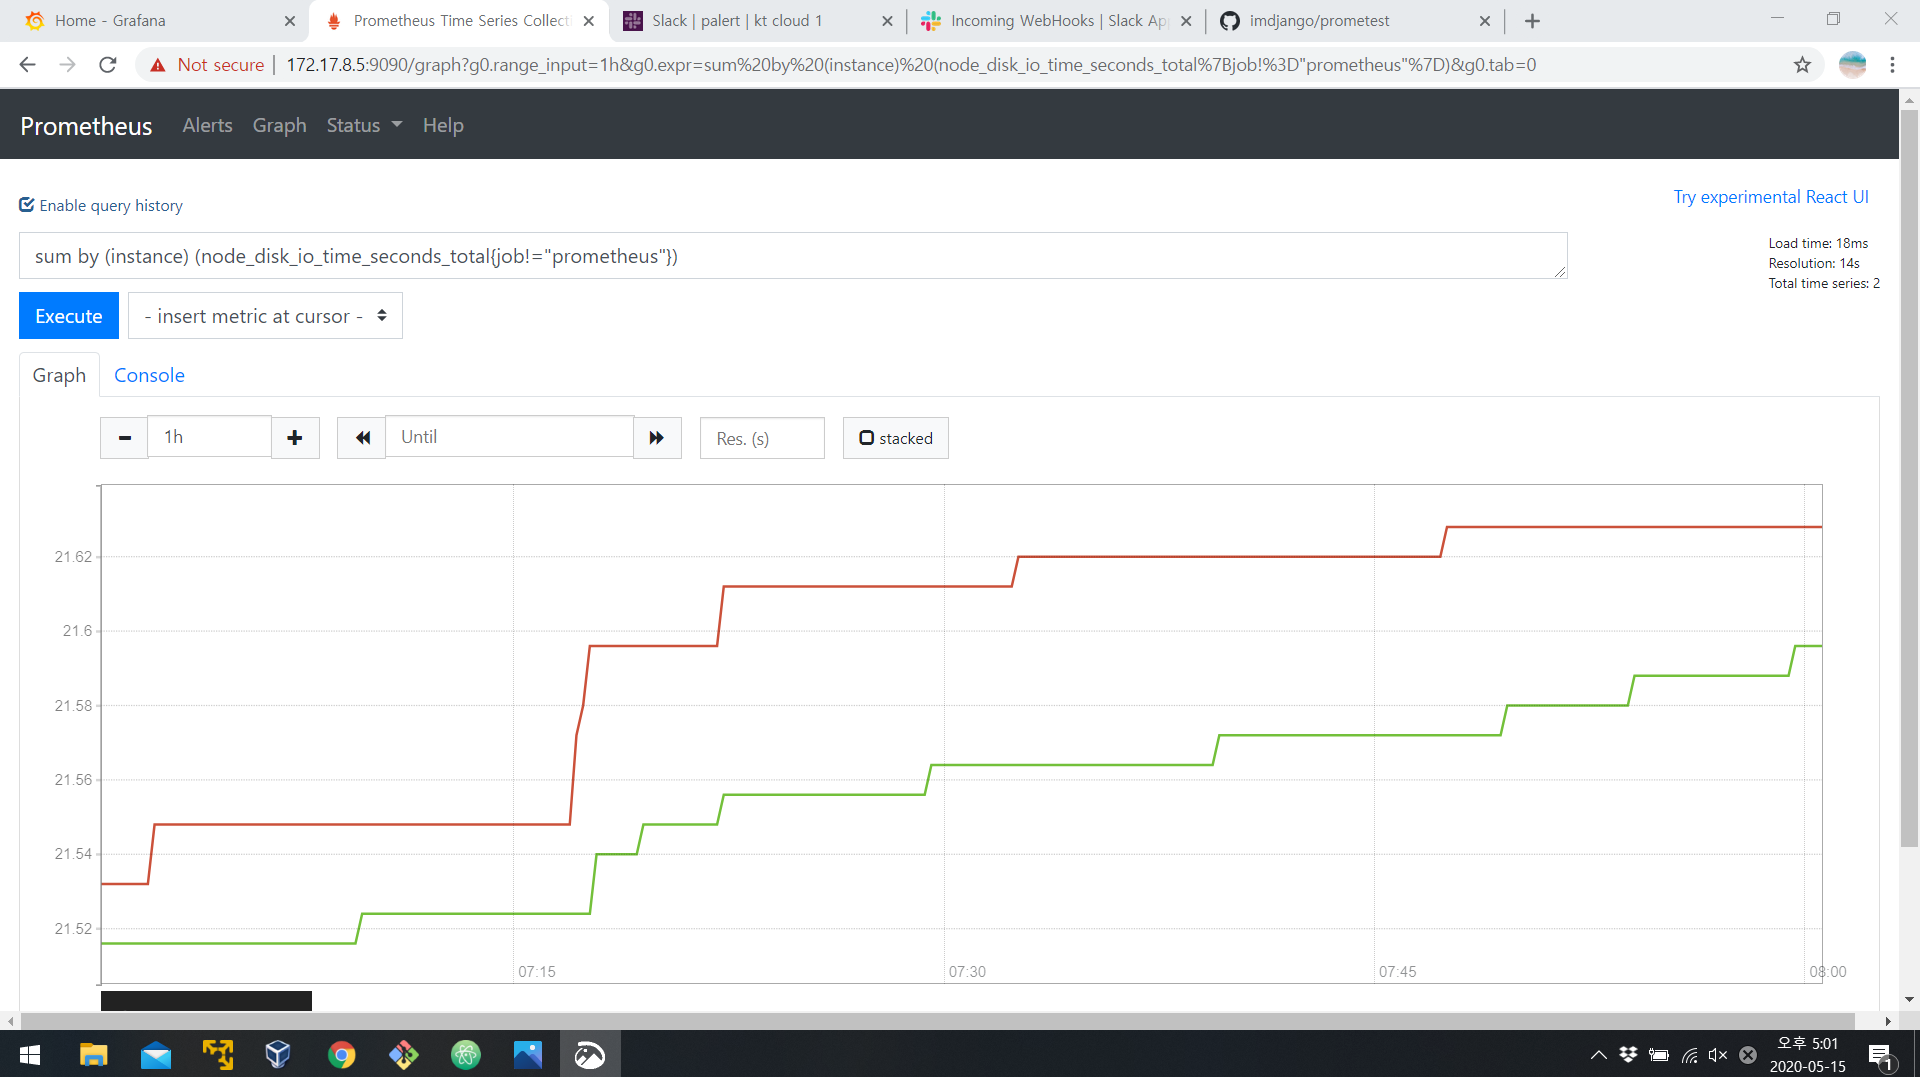 Home - Grafana
Prometheus Time Series Collecti
Slack | palert | kt cloud 1
Incoming WebHooks | Slack Ap
imdjango/prometest
Not secure | 172.17.8.5:9090/graph?g0.range_input=1h&g0.expr=sum%20by%20(instance)%20(node_disk_io_time_seconds_total%7Bjob!%3D"prometheus"%7D)&g0.tab=0
Prometheus Alerts Graph Status Help
Enable query history
Try experimental React UI
sum by (instance) (node_disk_io_time_seconds_total{job!="prometheus"})
Load time: 18ms
Resolution: 14s
Total time series: 2
Execute
- insert metric at cursor -
Graph Console
1h
Until
Res. (s)
stacked
21.62
21.6
21.58
21.56
21.54
21.52
07:15
07:30
07:45
08:00
오후 5:01
2020-05-15
1